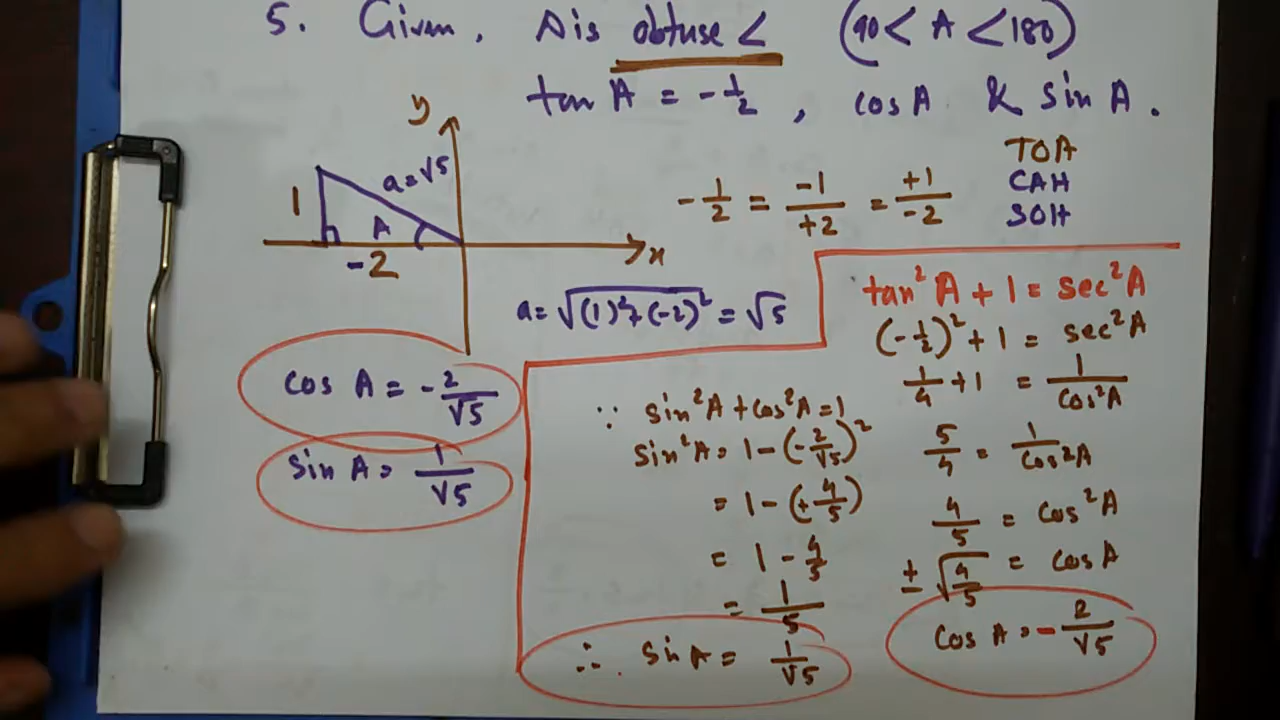 5. Given, A is obtuse < (90 < A < 180)
tan A = -1/2, cos A & sin A.
y
1
a=√5
A
-2
x
-1/2 = -1/+2 = +1/-2
TOA
CAH
SOH
a=√(1)²+(-2)² = √5
cos A = -2/√5
sin A = 1/√5
∵ sin²A + cos²A = 1
sin²A = 1-(-2/√5)²
= 1-(+4/5)
= 1-4/5
= 1/5
∴ sin A = 1/√5
tan²A + 1 = sec²A
(-1/2)² + 1 = sec²A
1/4 + 1 = 1/cos²A
5/4 = 1/cos²A
4/5 = cos²A
±√4/5 = cos A
cos A = -2/√5